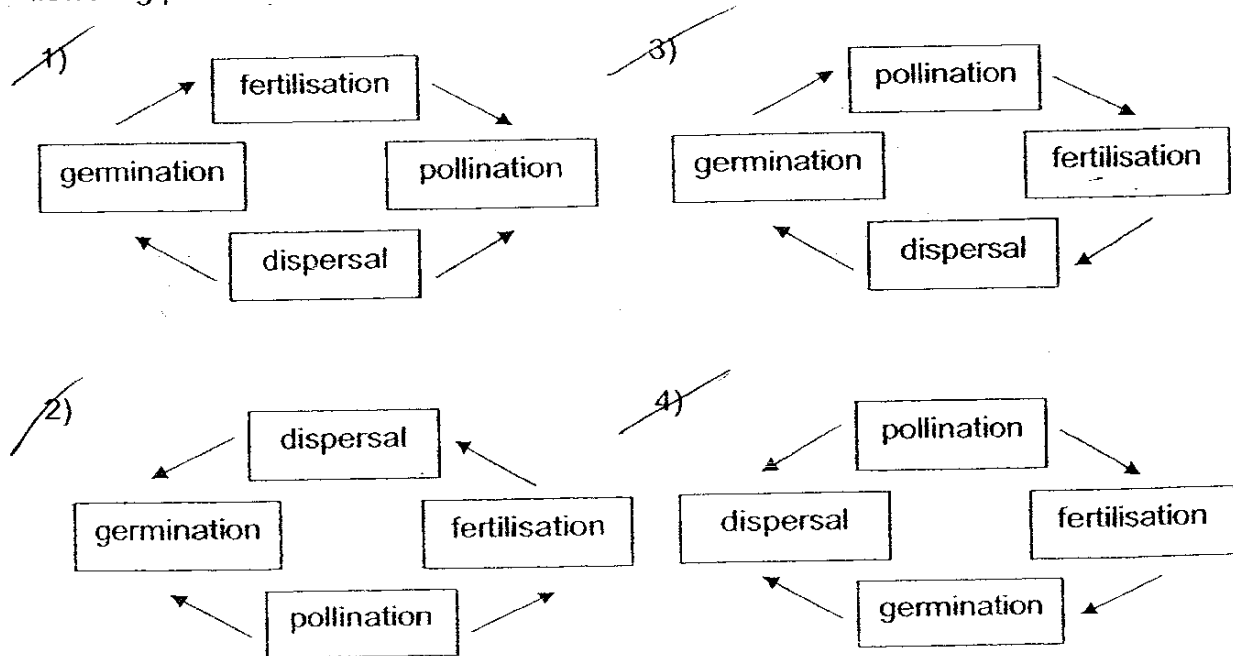 1)
fertilisation
germination
pollination
dispersal
3)
pollination
germination
fertilisation
dispersal
2)
dispersal
germination
fertilisation
pollination
4)
pollination
dispersal
fertilisation
germination